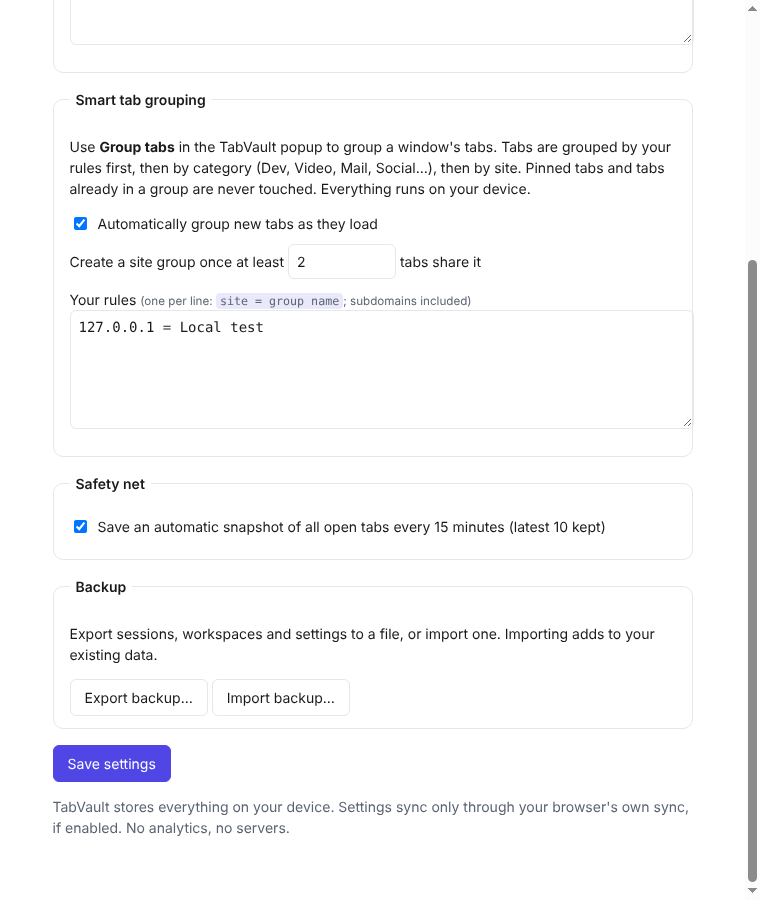 Smart tab grouping
Use Group tabs in the TabVault popup to group a window's tabs. Tabs are grouped by your
rules first, then by category (Dev, Video, Mail, Social...), then by site. Pinned tabs and tabs
already in a group are never touched. Everything runs on your device.
Automatically group new tabs as they load
Create a site group once at least 2 tabs share it
Your rules (one per line: site = group name; subdomains included)
127.0.0.1 = Local test
Safety net
Save an automatic snapshot of all open tabs every 15 minutes (latest 10 kept)
Backup
Export sessions, workspaces and settings to a file, or import one. Importing adds to your
existing data.
Export backup... Import backup...
Save settings
TabVault stores everything on your device. Settings sync only through your browser's own sync,
if enabled. No analytics, no servers.